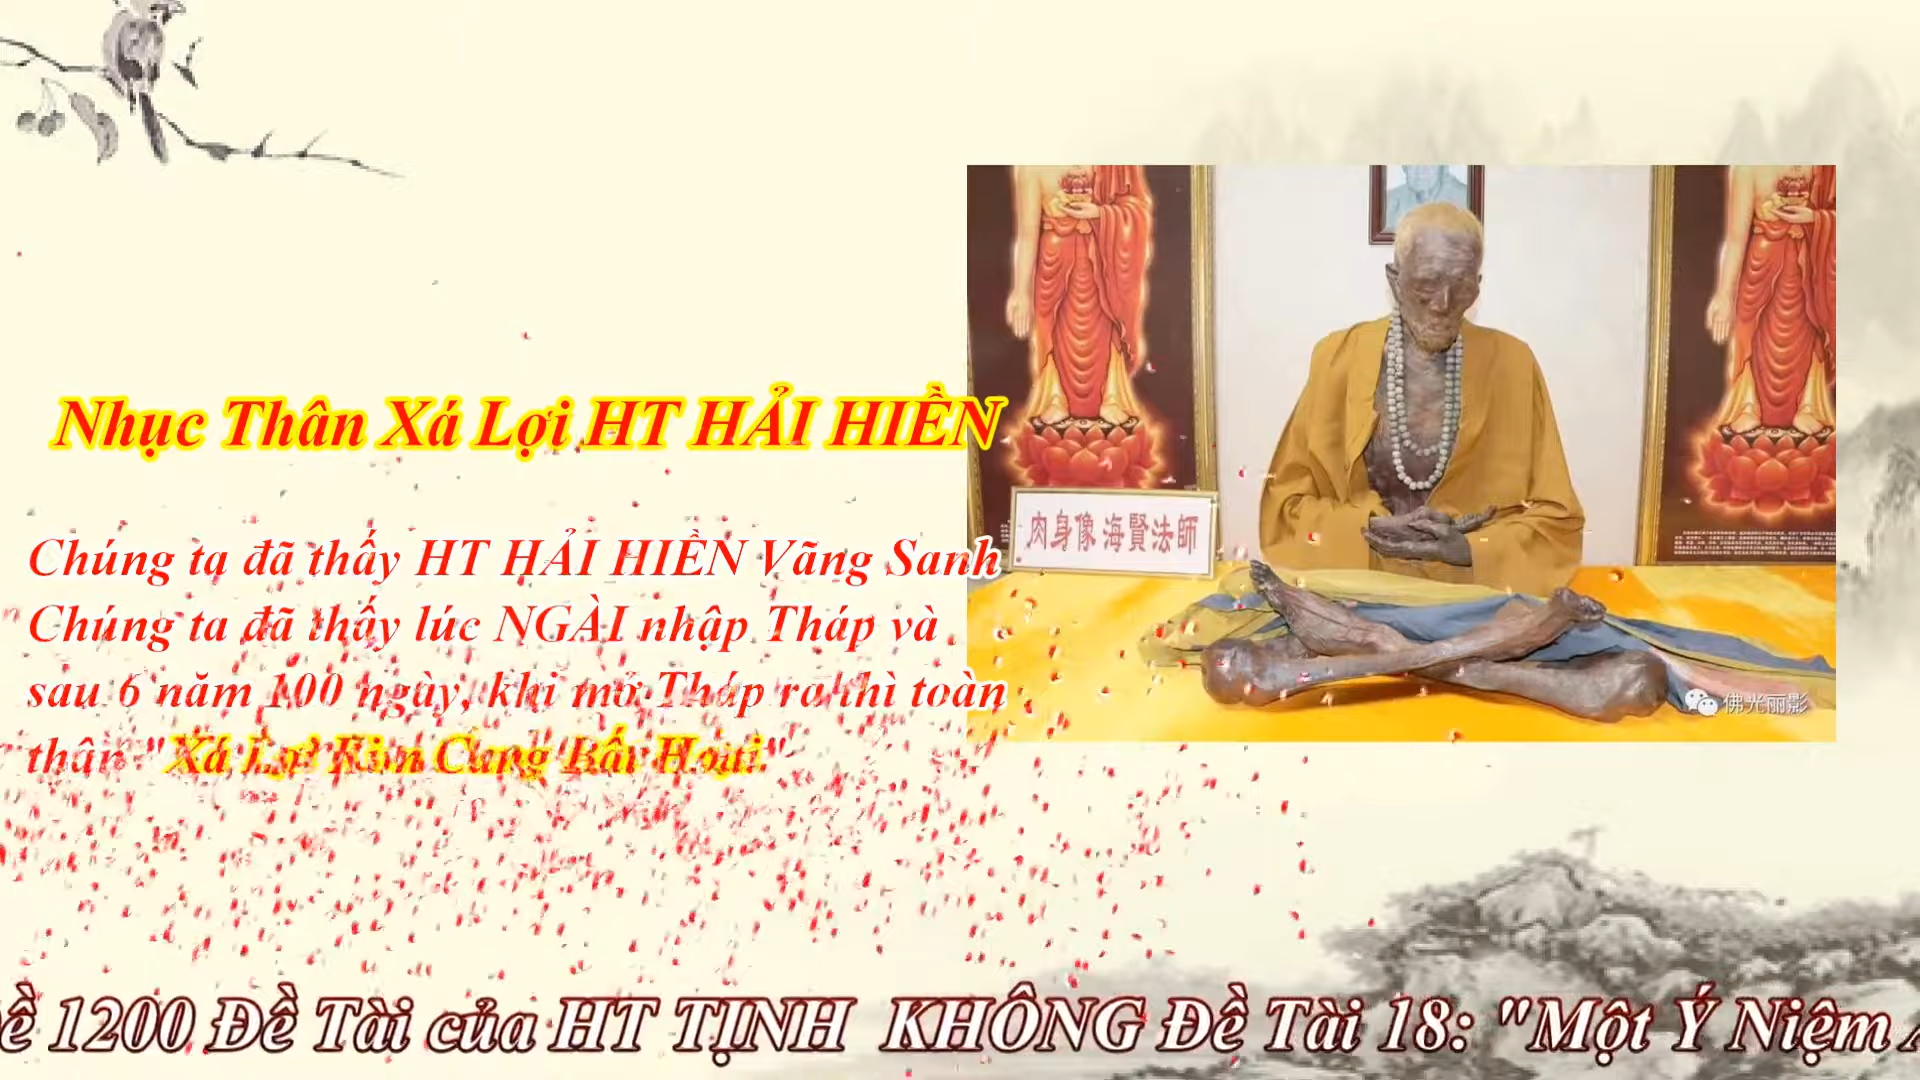 Nhục Thân Xá Lợi HT HẢI HIỀN
肉身像 海賢法師
Chúng ta đã thấy HT HẢI HIỀN Vãng Sanh
Chúng ta đã thấy lúc NGÀI nhập Tháp và
sau 6 năm 100 ngày, khi mở Tháp ra thì toàn
thân "Xá Lợi Kim Cang Bất Hoại"
佛光丽影
ề 1200 Đề Tài của HT TỊNH KHÔNG Đề Tài 18: "Một Ý Niệm